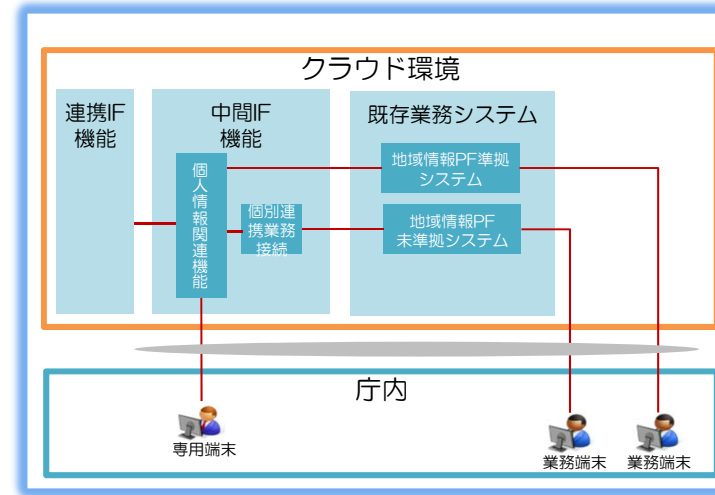 クラウド環境
連携IF
機能
中間IF
機能
既存業務システム
個人情報関連機能
個別連
携業務
接続
地域情報PF準拠
システム
地域情報PF
未準拠システム
庁内
専用端末
業務端末
業務端末